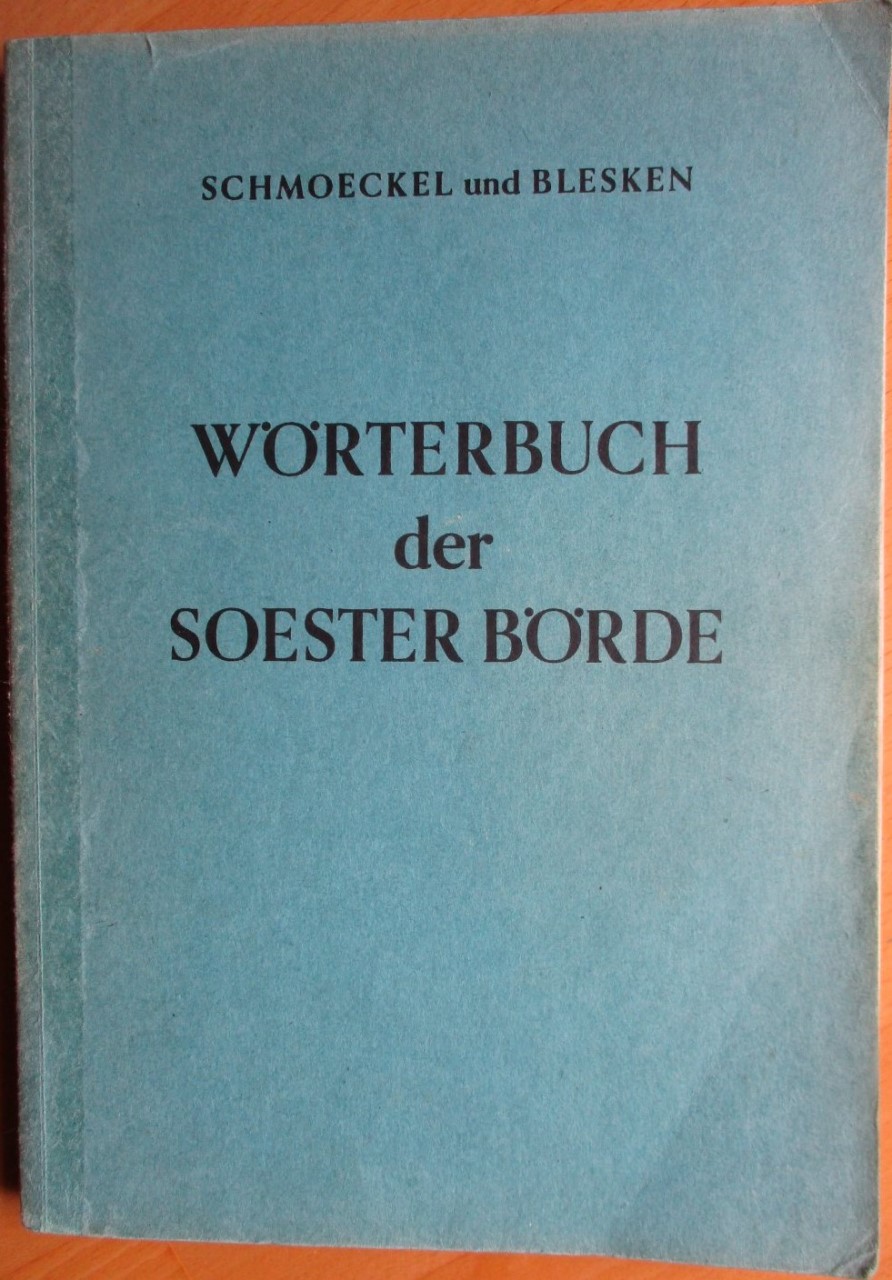 SCHMOECKEL und BLESKEN
WÖRTERBUCH
der
SOESTER BÖRDE